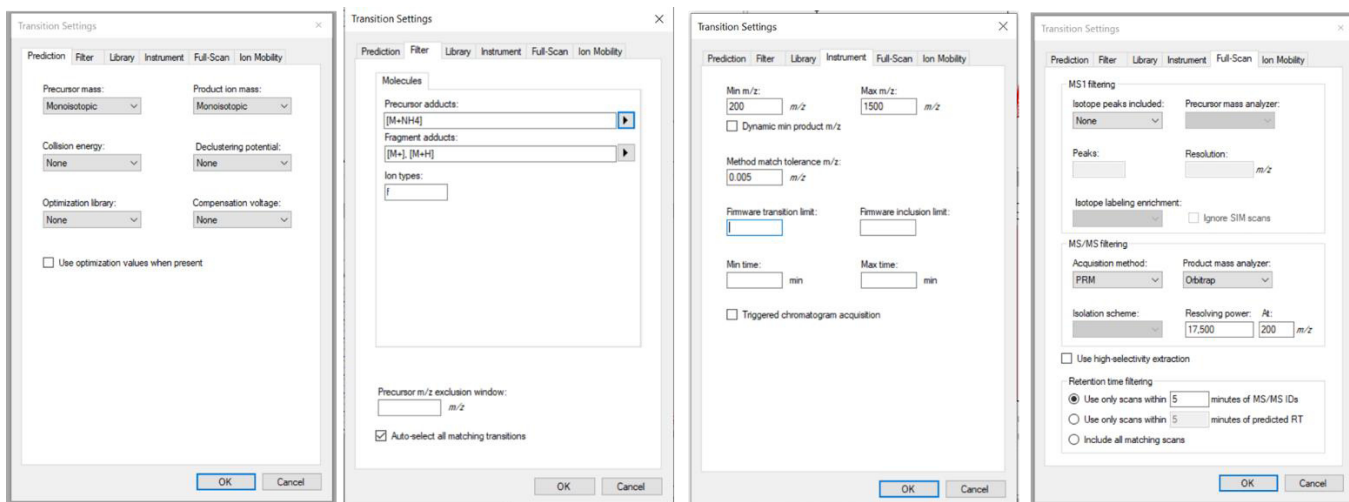 Transition Settings
Prediction Filter Library Instrument Full-Scan Ion Mobility
Precursor mass: Product ion mass:
Monoisotopic Monoisotopic
Collision energy: Declustering potential:
None None
Optimization library: Compensation voltage:
None None
Use optimization values when present
OK Cancel
Transition Settings
Prediction Filter Library Instrument Full-Scan Ion Mobility
Molecules
Precursor adducts:
[M+NH4]
Fragment adducts:
[M+], [M+H]
Ion types:
f
Precursor m/z exclusion window:
m/z
Auto-select all matching transitions
OK Cancel
Transition Settings
Prediction Filter Library Instrument Full-Scan Ion Mobility
Min m/z: Max m/z:
200 m/z 1500 m/z
Dynamic min product m/z
Method match tolerance m/z:
0.005 m/z
Firmware transition limit: Firmware inclusion limit:
Min time: Max time:
min min
Triggered chromatogram acquisition
OK Cancel
Transition Settings
Prediction Filter Library Instrument Full-Scan Ion Mobility
MS1 filtering
Isotope peaks included: Precursor mass analyzer:
None
Peaks: Resolution:
m/z
Isotope labeling enrichment:
Ignore SIM scans
MS/MS filtering
Acquisition method: Product mass analyzer:
PRM Orbitrap
Isolation scheme: Resolving power: At:
17,500 200 m/z
Use high-selectivity extraction
Retention time filtering
Use only scans within 5 minutes of MS/MS IDs
Use only scans within 5 minutes of predicted RT
Include all matching scans
OK Cancel